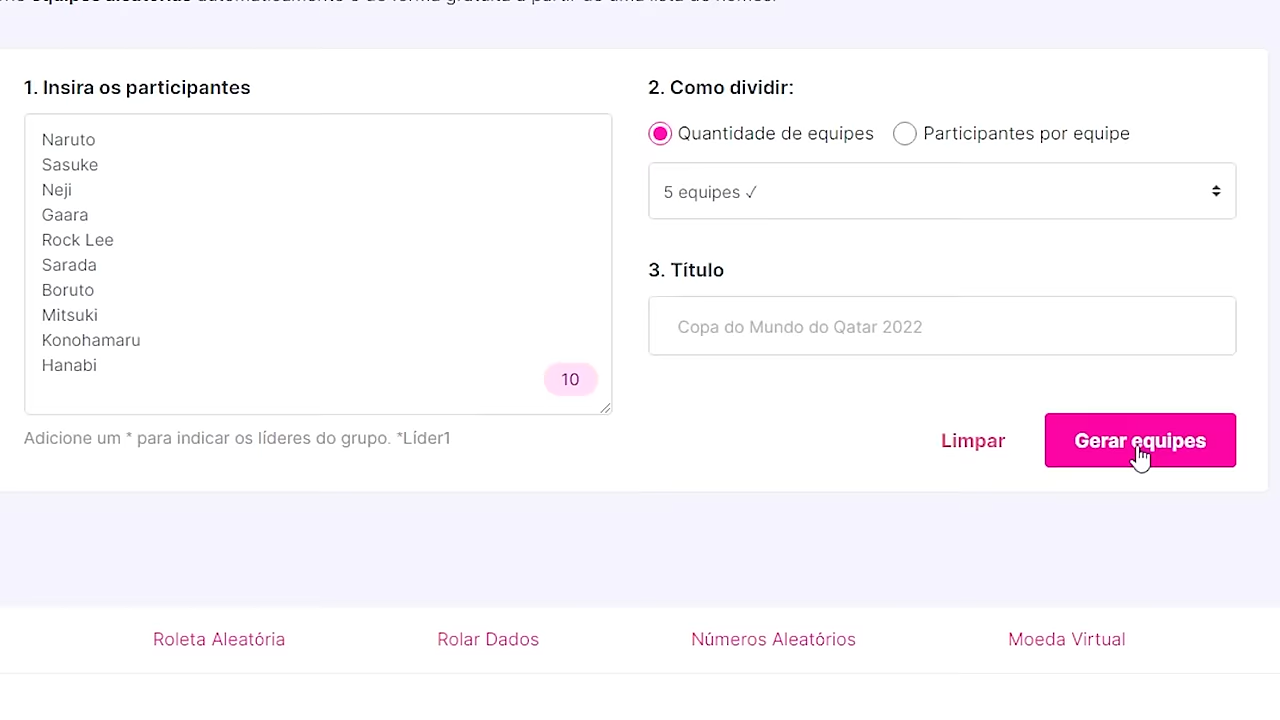 1. Insira os participantes
Naruto
Sasuke
Neji
Gaara
Rock Lee
Sarada
Boruto
Mitsuki
Konohamaru
Hanabi
10
Adicione um * para indicar os líderes do grupo. *Líder1
2. Como dividir:
Quantidade de equipes
Participantes por equipe
5 equipes ✓
3. Título
Copa do Mundo do Qatar 2022
Limpar
Gerar equipes
Roleta Aleatória
Rolar Dados
Números Aleatórios
Moeda Virtual